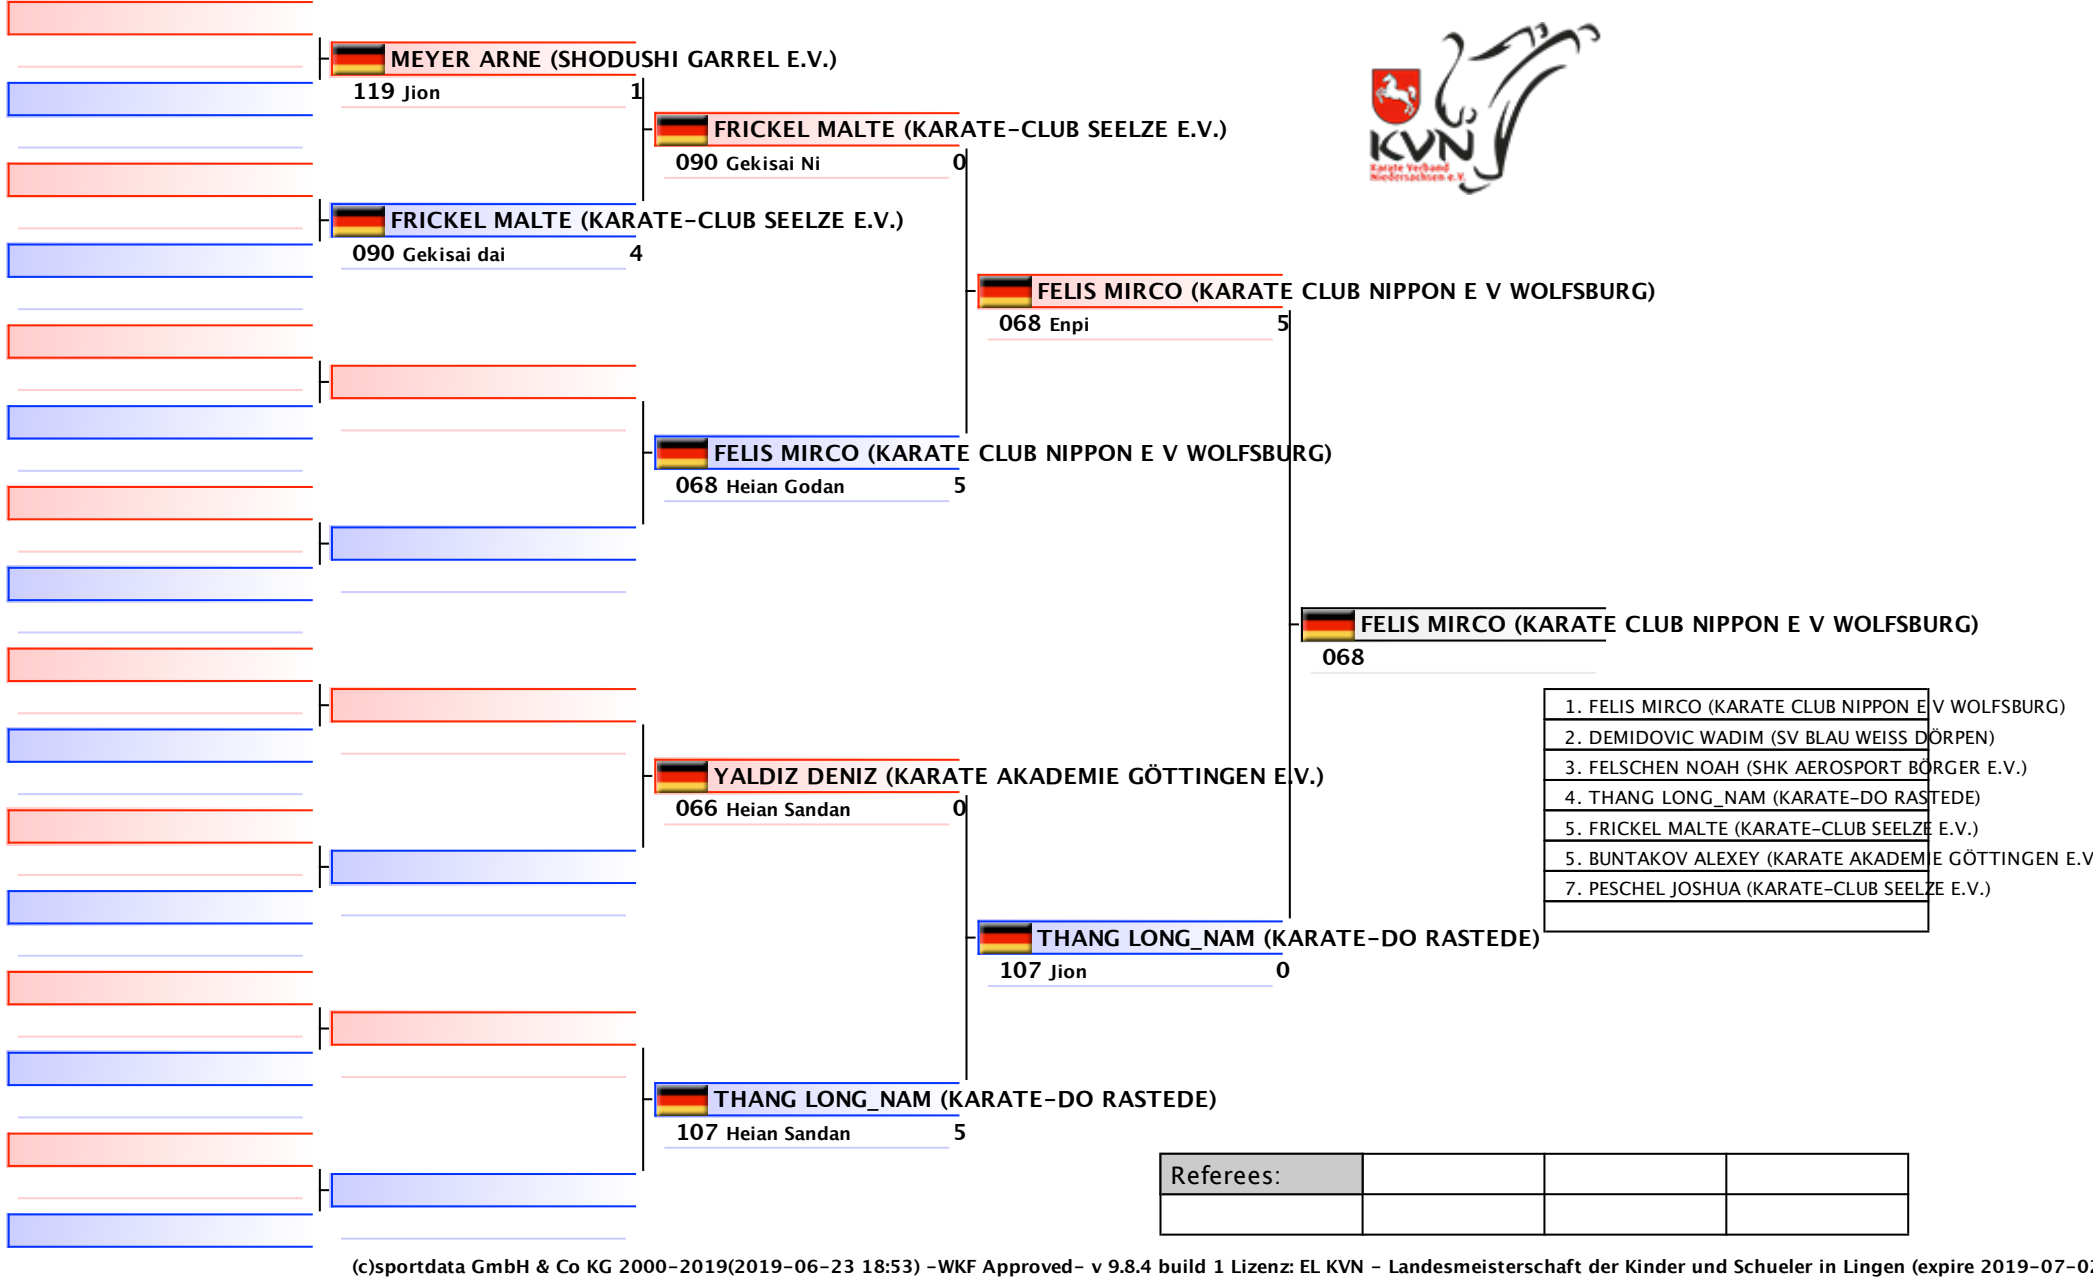 MEYER ARNE (SHODUSHI GARREL E.V.)
119 Jion 1
FRICKEL MALTE (KARATE-CLUB SEELZE E.V.)
090 Gekisai Ni 0
KVN
Karate Verband
Niedersachsen e.V.
FRICKEL MALTE (KARATE-CLUB SEELZE E.V.)
090 Gekisai dai 4
FELIS MIRCO (KARATE CLUB NIPPON E V WOLFSBURG)
068 Enpi 5
FELIS MIRCO (KARATE CLUB NIPPON E V WOLFSBURG)
068 Heian Godan 5
FELIS MIRCO (KARATE CLUB NIPPON E V WOLFSBURG)
068
1. FELIS MIRCO (KARATE CLUB NIPPON E V WOLFSBURG)
2. DEMIDOVIC WADIM (SV BLAU WEISS DÖRPEN)
3. FELSCHEN NOAH (SHK AEROSPORT BÖRGER E.V.)
4. THANG LONG_NAM (KARATE-DO RASTEDE)
5. FRICKEL MALTE (KARATE-CLUB SEELZE E.V.)
5. BUNTAKOV ALEXEY (KARATE AKADEMIE GÖTTINGEN E.V
7. PESCHEL JOSHUA (KARATE-CLUB SEELZE E.V.)
YALDIZ DENIZ (KARATE AKADEMIE GÖTTINGEN E.V.)
066 Heian Sandan 0
THANG LONG_NAM (KARATE-DO RASTEDE)
107 Jion 0
THANG LONG_NAM (KARATE-DO RASTEDE)
107 Heian Sandan 5
Referees:
(c)sportdata GmbH & Co KG 2000-2019(2019-06-23 18:53) -WKF Approved- v 9.8.4 build 1 Lizenz: EL KVN - Landesmeisterschaft der Kinder und Schueler in Lingen (expire 2019-07-02